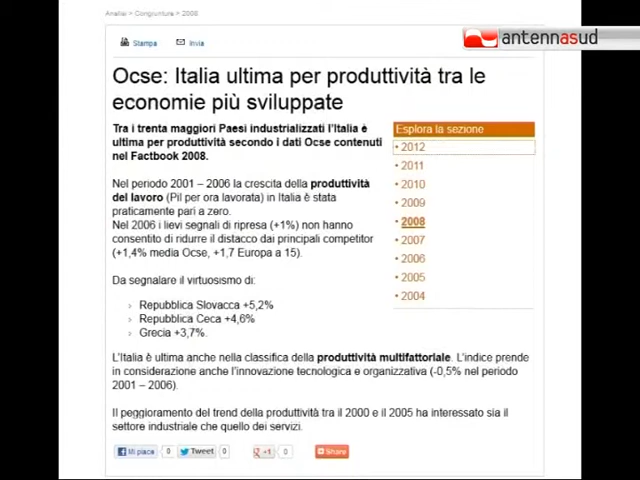 Analisi > Congiuntura > 2008
Stampa
Invia
antennasud
Ocse: Italia ultima per produttività tra le
economie più sviluppate
Tra i trenta maggiori Paesi industrializzati l'Italia è
ultima per produttività secondo i dati Ocse contenuti
nel Factbook 2008.
Nel periodo 2001 – 2006 la crescita della produttività
del lavoro (Pil per ora lavorata) in Italia è stata
praticamente pari a zero.
Nel 2006 i lievi segnali di ripresa (+1%) non hanno
consentito di ridurre il distacco dai principali competitor
(+1,4% media Ocse, +1,7 Europa a 15).
Da segnalare il virtuosismo di:
› Repubblica Slovacca +5,2%
› Repubblica Ceca +4,6%
› Grecia +3,7%.
Esplora la sezione
• 2012
• 2011
• 2010
• 2009
• 2008
• 2007
• 2006
• 2005
• 2004
L'Italia è ultima anche nella classifica della produttività multifattoriale. L'indice prende
in considerazione anche l'innovazione tecnologica e organizzativa (-0,5% nel periodo
2001 – 2006).
Il peggioramento del trend della produttività tra il 2000 e il 2005 ha interessato sia il
settore industriale che quello dei servizi.
Mi piace 0 Tweet 0 +1 0 Share